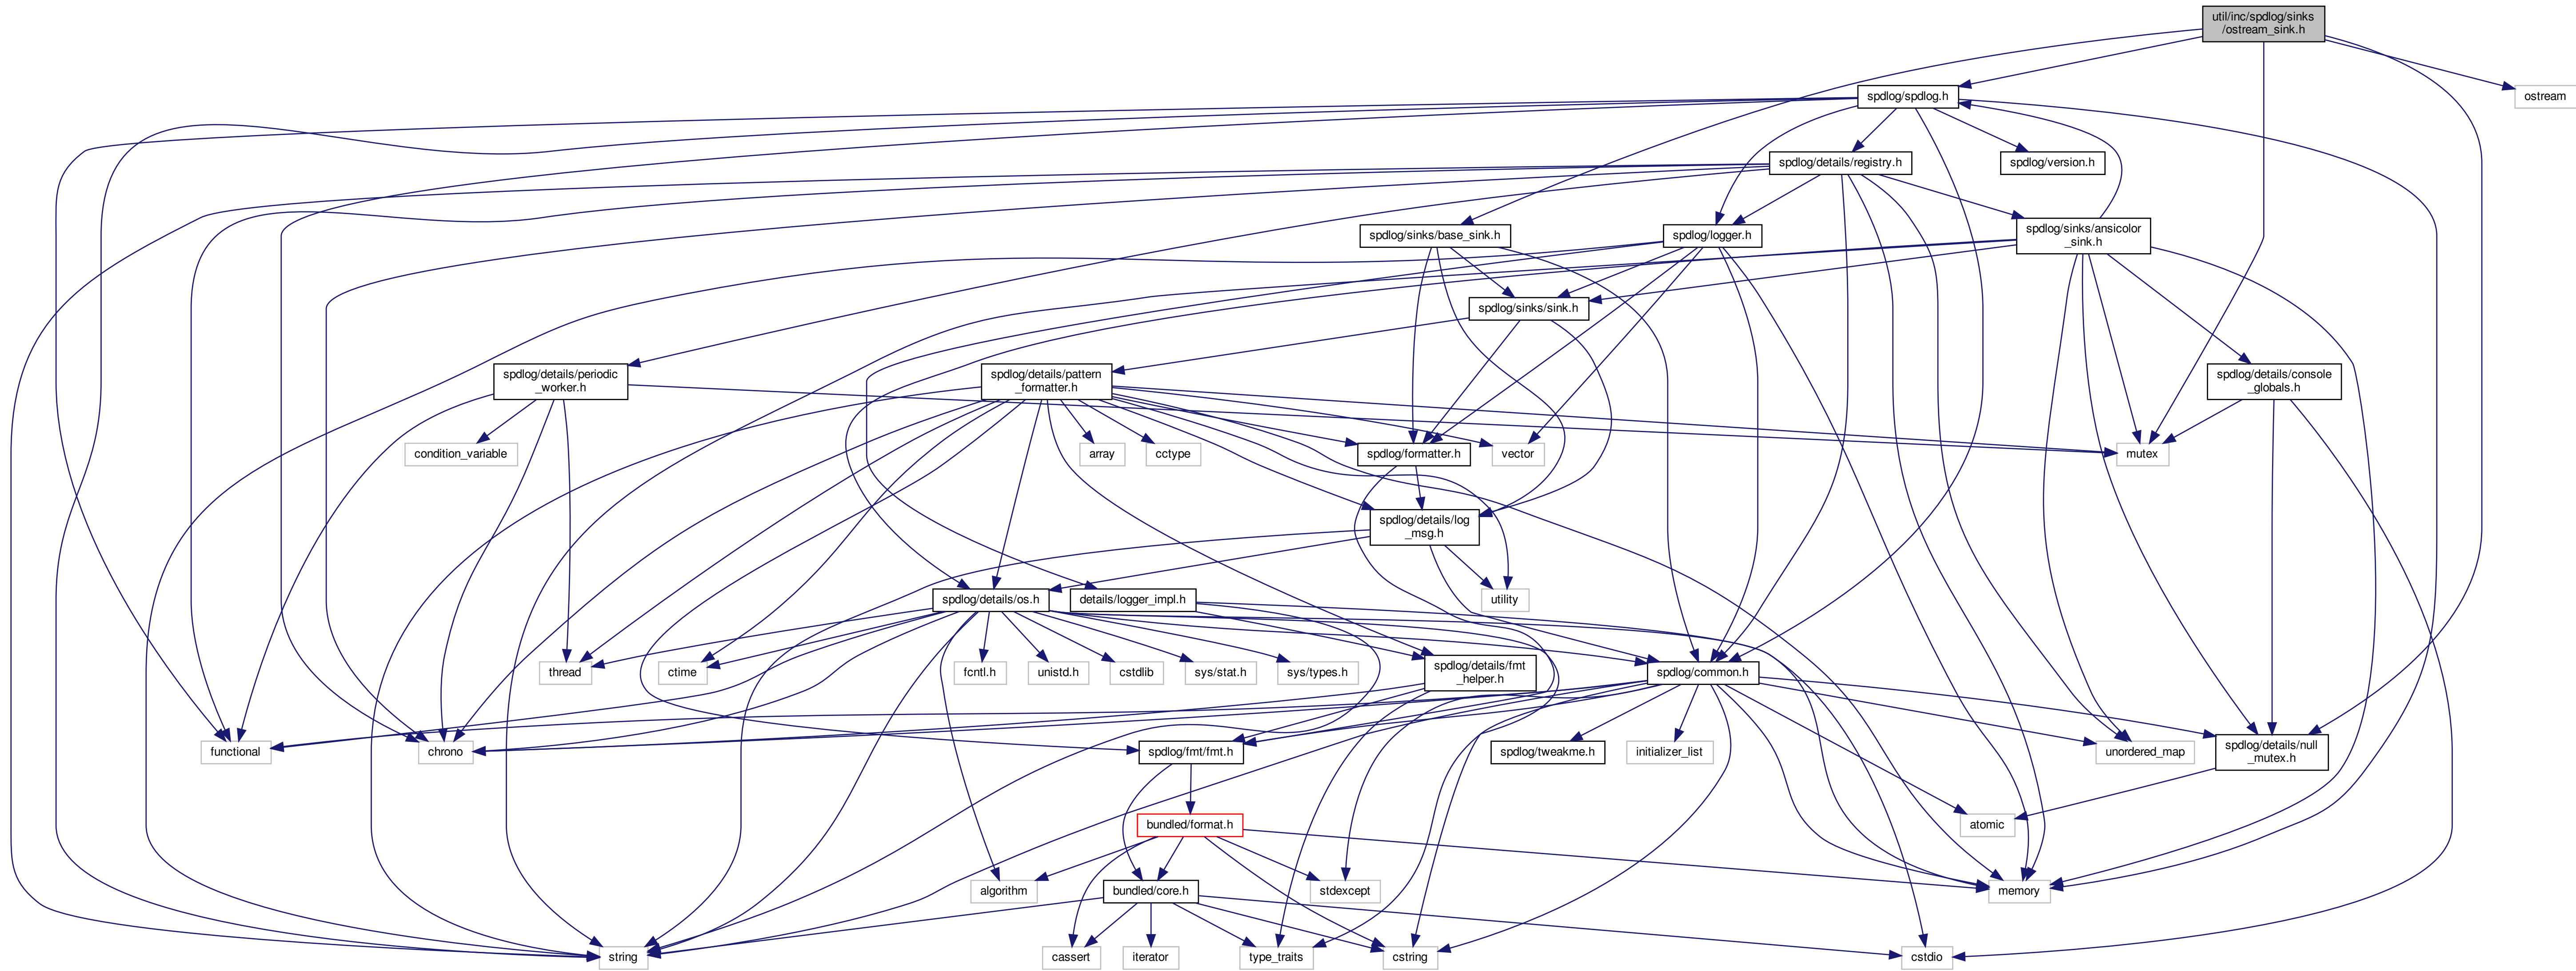 util/inc/spdlog/sinks
/ostream_sink.h
spdlog/spdlog.h
ostream
spdlog/details/registry.h
spdlog/version.h
spdlog/sinks/base_sink.h
spdlog/logger.h
spdlog/sinks/ansicolor
_sink.h
spdlog/sinks/sink.h
spdlog/details/periodic
_worker.h
spdlog/details/pattern
_formatter.h
spdlog/details/console
_globals.h
condition_variable
array
cctype
spdlog/formatter.h
vector
mutex
spdlog/details/log
_msg.h
spdlog/details/os.h
details/logger_impl.h
utility
thread
ctime
fcntl.h
unistd.h
cstdlib
sys/stat.h
sys/types.h
spdlog/details/fmt
_helper.h
spdlog/common.h
functional
chrono
spdlog/fmt/fmt.h
spdlog/tweakme.h
initializer_list
unordered_map
spdlog/details/null
_mutex.h
bundled/format.h
atomic
algorithm
bundled/core.h
stdexcept
memory
string
cassert
iterator
type_traits
cstring
cstdio